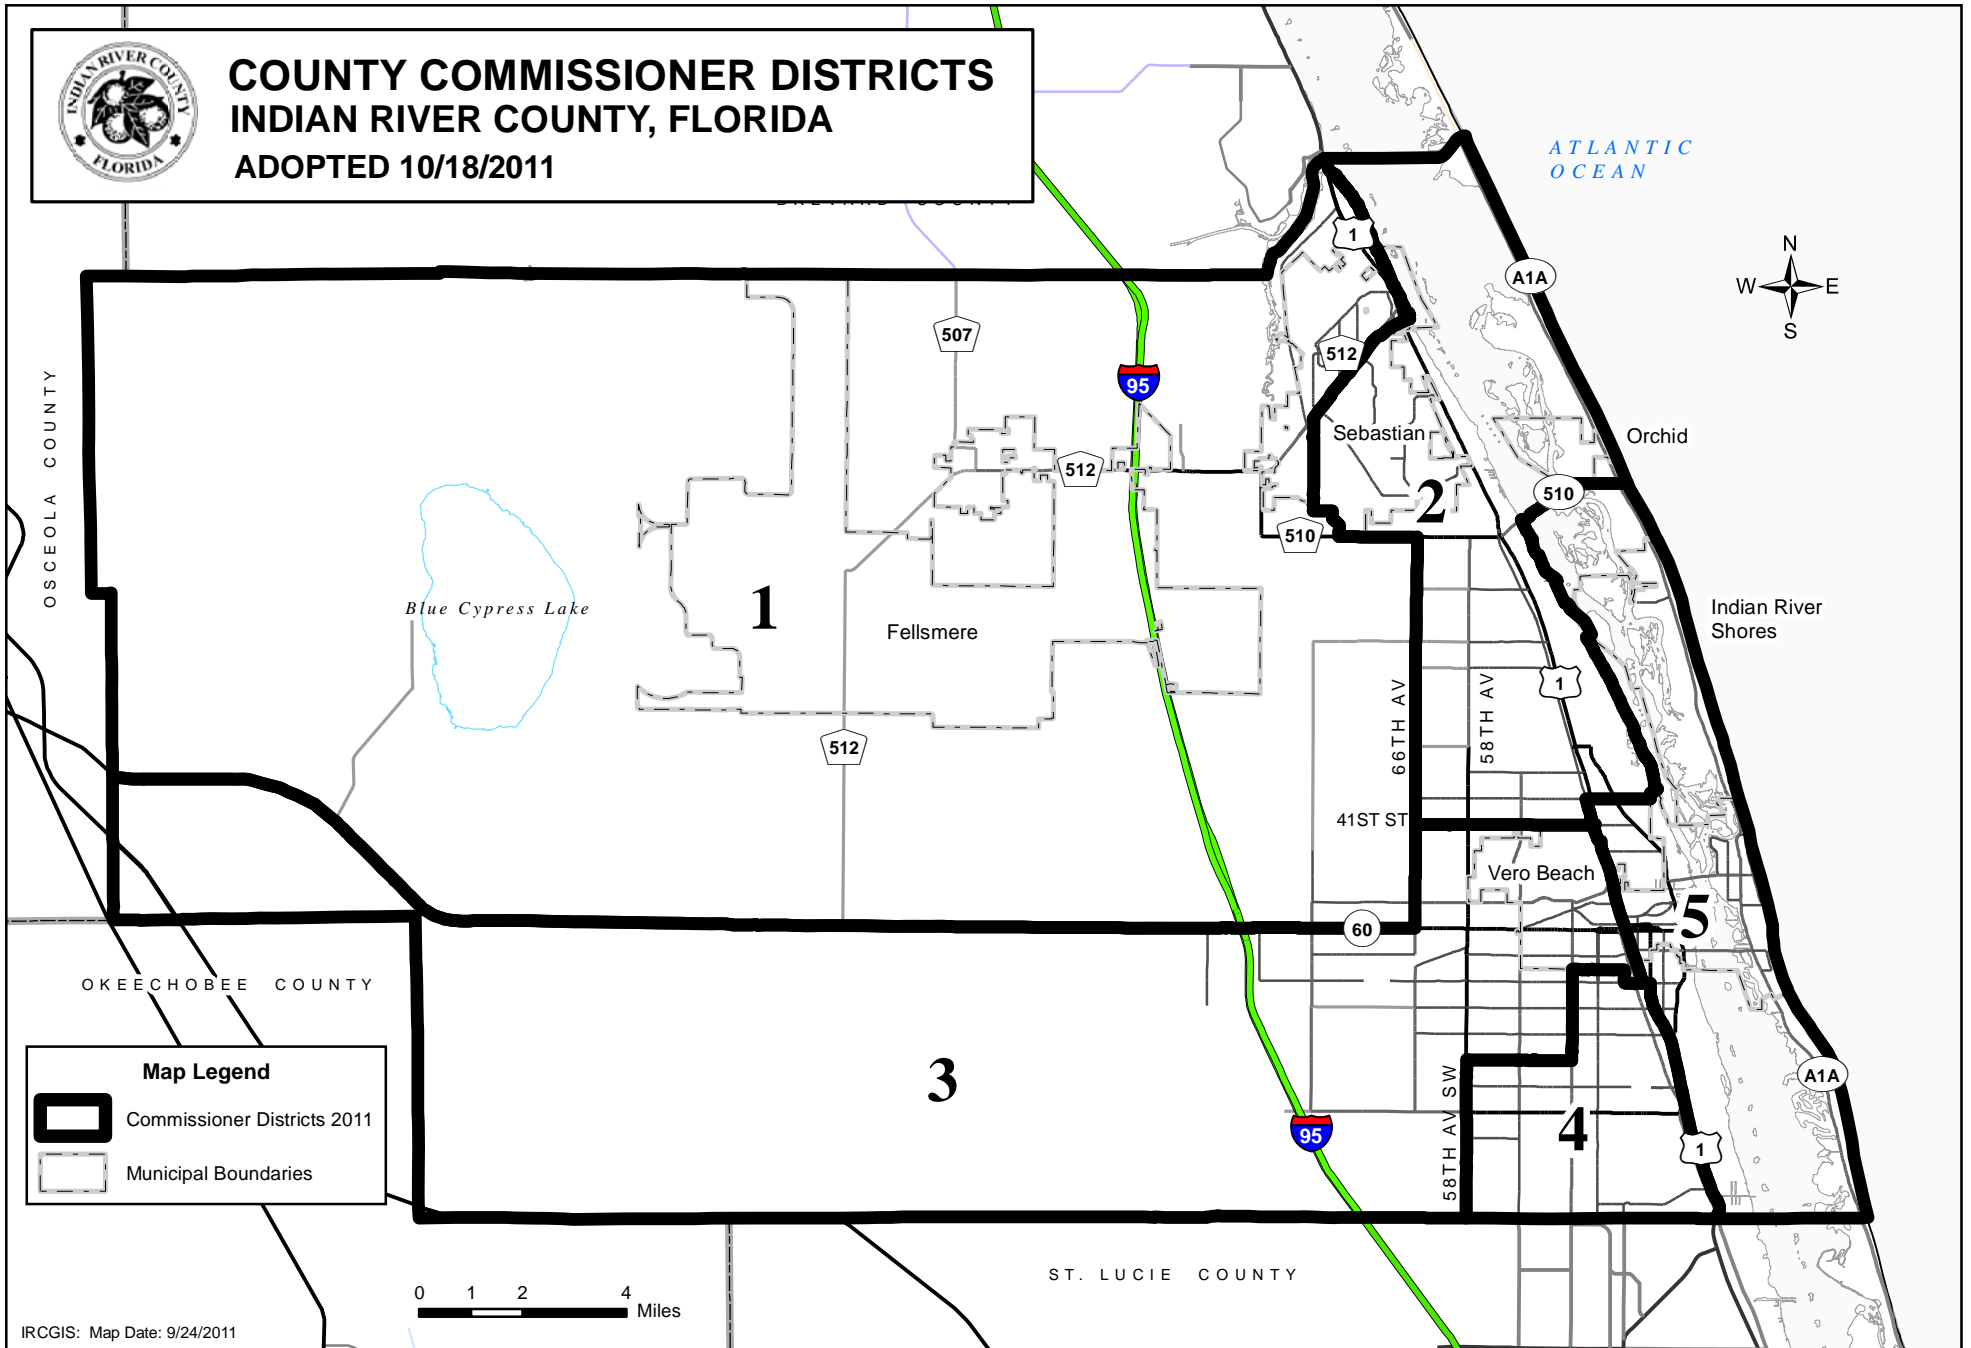 INDIAN RIVER COUNTY
FLORIDA
COUNTY COMMISSIONER DISTRICTS
INDIAN RIVER COUNTY, FLORIDA
ADOPTED 10/18/2011
ATLANTIC
OCEAN
N
W E
S
1
A1A
507
512
95
OSCEOLA COUNTY
Sebastian
Orchid
512
510
2
510
Blue Cypress Lake
1
Fellsmere
Indian River
Shores
1
66TH AV
58TH AV
512
41ST ST
Vero Beach
60
5
OKEECHOBEE COUNTY
Map Legend
Commissioner Districts 2011
Municipal Boundaries
3
A1A
58TH AV SW
4
95
1
ST. LUCIE COUNTY
0 1 2 4
Miles
IRCGIS: Map Date: 9/24/2011